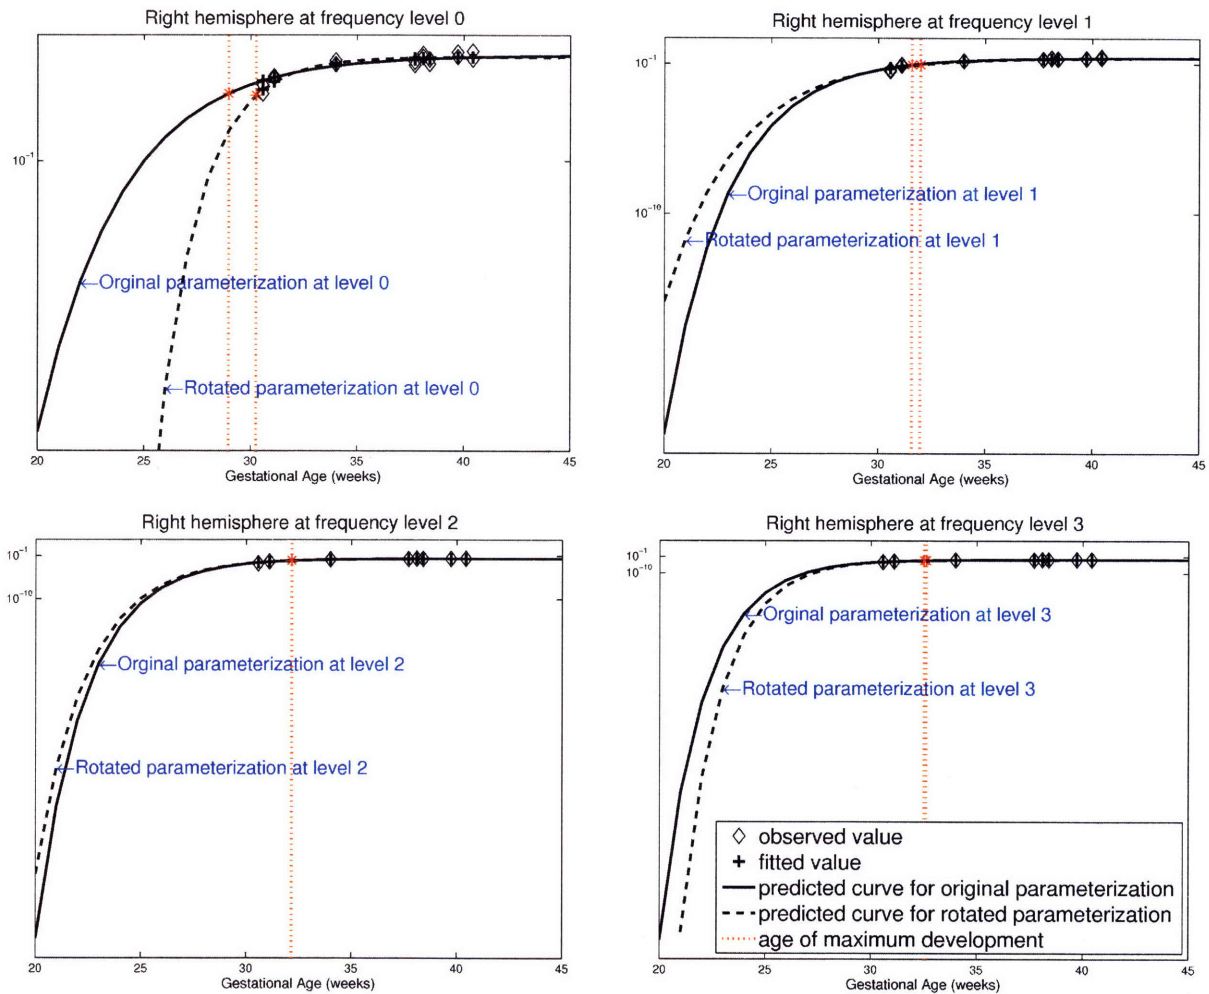 Right hemisphere at frequency level 0
10⁻¹
←Orginal parameterization at level 0
←Rotated parameterization at level 0
20 25 30 35 40 45
Gestational Age (weeks)
Right hemisphere at frequency level 1
10⁻¹
←Orginal parameterization at level 1
10⁻¹⁰
←Rotated parameterization at level 1
20 25 30 35 40 45
Gestational Age (weeks)
Right hemisphere at frequency level 2
10⁻¹
10⁻¹⁰
←Orginal parameterization at level 2
←Rotated parameterization at level 2
20 25 30 35 40 45
Gestational Age (weeks)
Right hemisphere at frequency level 3
10⁻¹
10⁻¹⁰
←Orginal parameterization at level 3
←Rotated parameterization at level 3
observed value
fitted value
predicted curve for original parameterization
predicted curve for rotated parameterization
age of maximum development
20 25 30 35 40 45
Gestational Age (weeks)